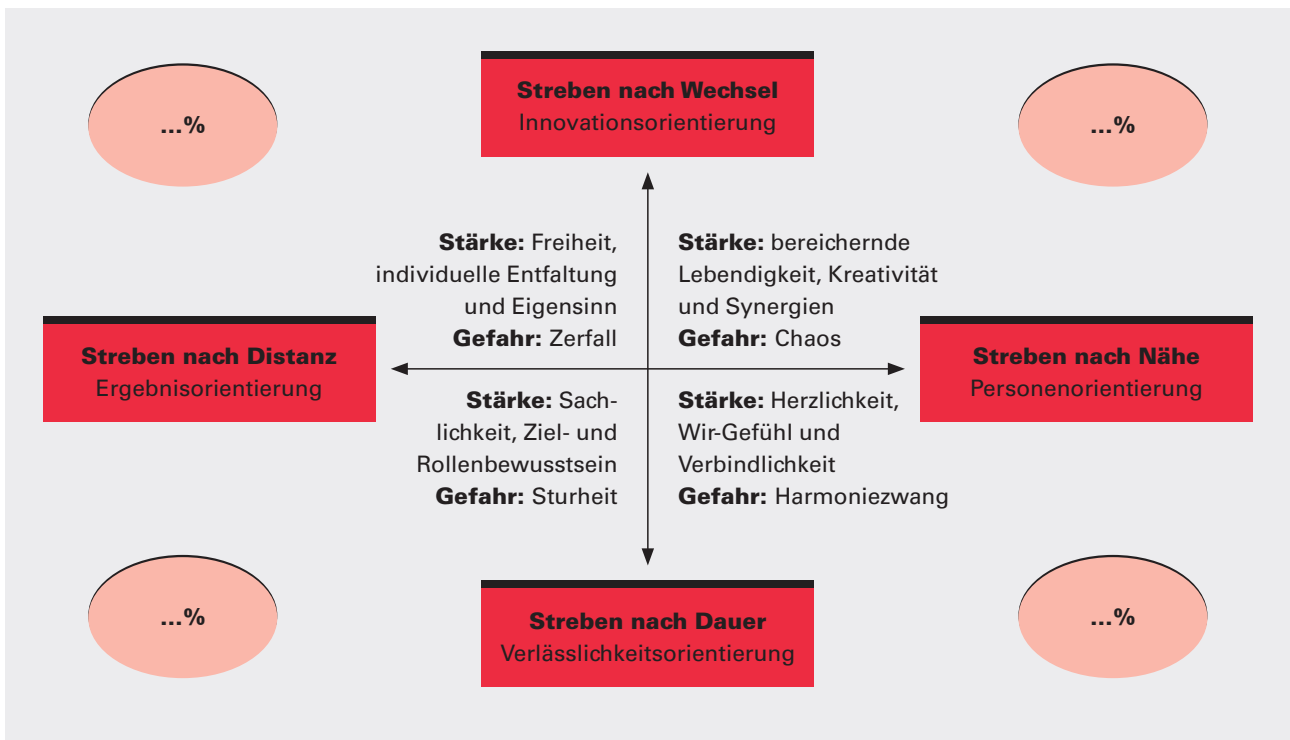 Streben nach Wechsel
Innovationsorientierung
...%
...%
Stärke: Freiheit,
individuelle Entfaltung
und Eigensinn
Gefahr: Zerfall
Stärke: bereichernde
Lebendigkeit, Kreativität
und Synergien
Gefahr: Chaos
Streben nach Distanz
Ergebnisorientierung
Streben nach Nähe
Personenorientierung
Stärke: Sach-
lichkeit, Ziel- und
Rollenbewusstsein
Gefahr: Sturheit
Stärke: Herzlichkeit,
Wir-Gefühl und
Verbindlichkeit
Gefahr: Harmoniezwang
...%
...%
Streben nach Dauer
Verlässlichkeitsorientierung